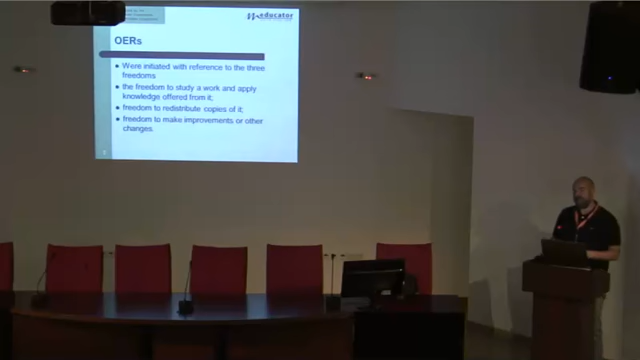 educator
OERs
• Were initiated with reference to the three
freedoms
• the freedom to study a work and apply
knowledge offered from it;
• freedom to redistribute copies of it;
• freedom to make improvements or other
changes.